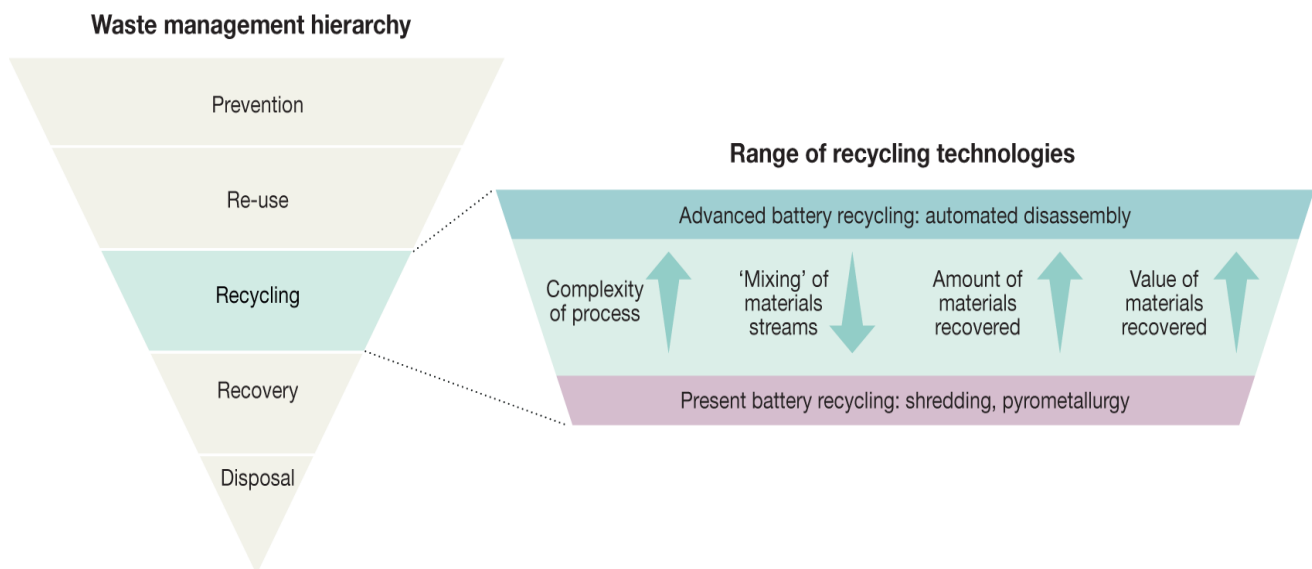 Waste management hierarchy
Prevention
Re-use
Recycling
Recovery
Disposal
Range of recycling technologies
Advanced battery recycling: automated disassembly
Complexity
of process
‘Mixing’ of
materials
streams
Amount of
materials
recovered
Value of
materials
recovered
Present battery recycling: shredding, pyrometallurgy